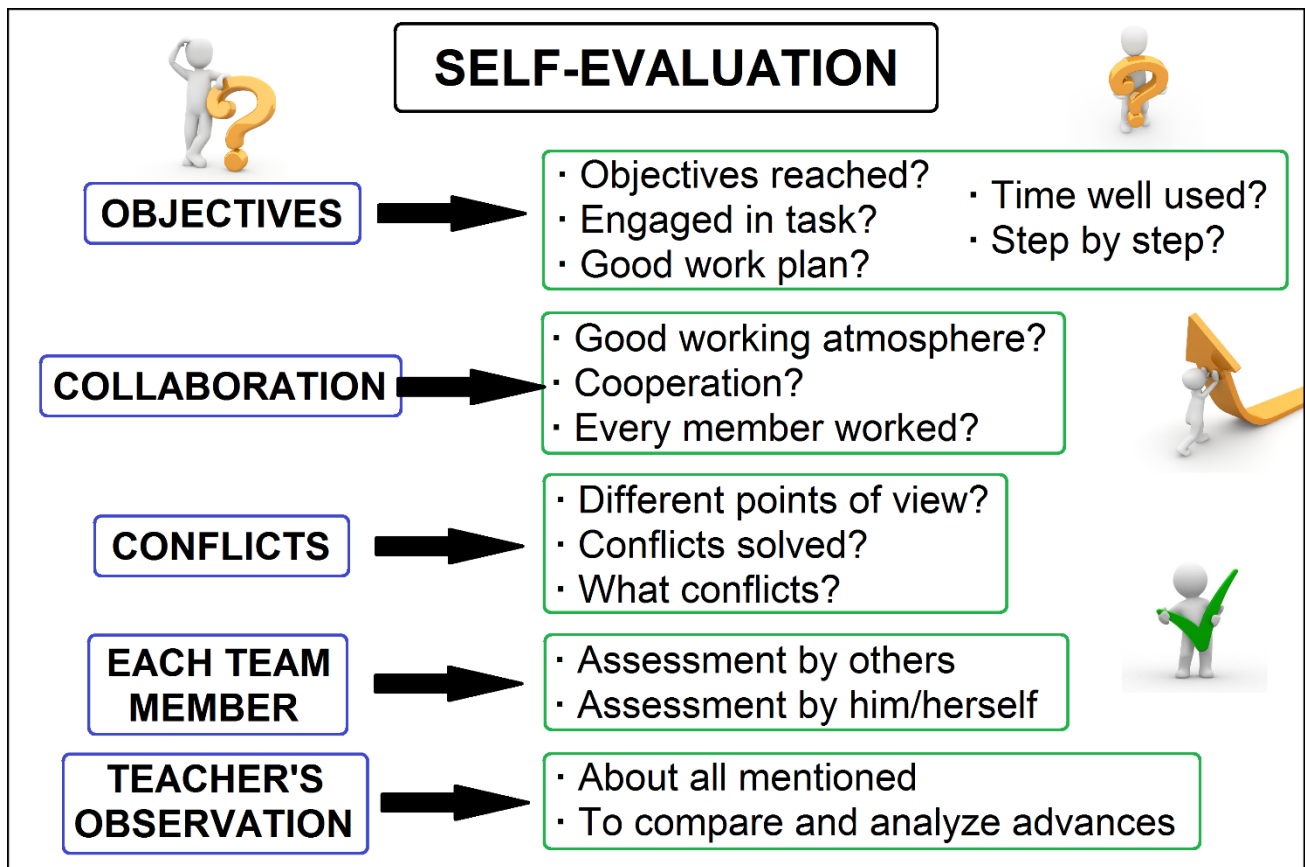 SELF-EVALUATION
OBJECTIVES
· Objectives reached?
· Engaged in task?
· Good work plan?
· Time well used?
· Step by step?
COLLABORATION
· Good working atmosphere?
· Cooperation?
· Every member worked?
CONFLICTS
· Different points of view?
· Conflicts solved?
· What conflicts?
EACH TEAM
MEMBER
· Assessment by others
· Assessment by him/herself
TEACHER'S
OBSERVATION
· About all mentioned
· To compare and analyze advances